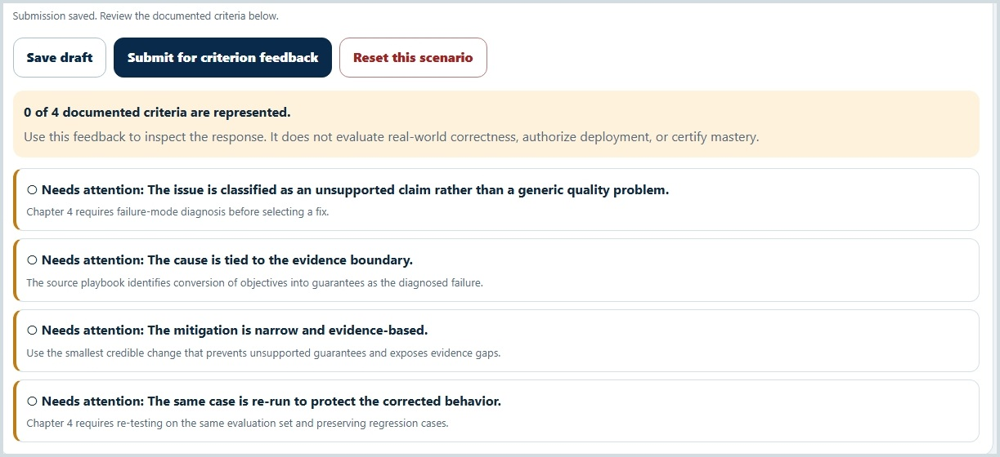 Submission saved. Review the documented criteria below.
Save draft
Submit for criterion feedback
Reset this scenario
0 of 4 documented criteria are represented.
Use this feedback to inspect the response. It does not evaluate real-world correctness, authorize deployment, or certify mastery.
Needs attention: The issue is classified as an unsupported claim rather than a generic quality problem.
Chapter 4 requires failure-mode diagnosis before selecting a fix.
Needs attention: The cause is tied to the evidence boundary.
The source playbook identifies conversion of objectives into guarantees as the diagnosed failure.
Needs attention: The mitigation is narrow and evidence-based.
Use the smallest credible change that prevents unsupported guarantees and exposes evidence gaps.
Needs attention: The same case is re-run to protect the corrected behavior.
Chapter 4 requires re-testing on the same evaluation set and preserving regression cases.